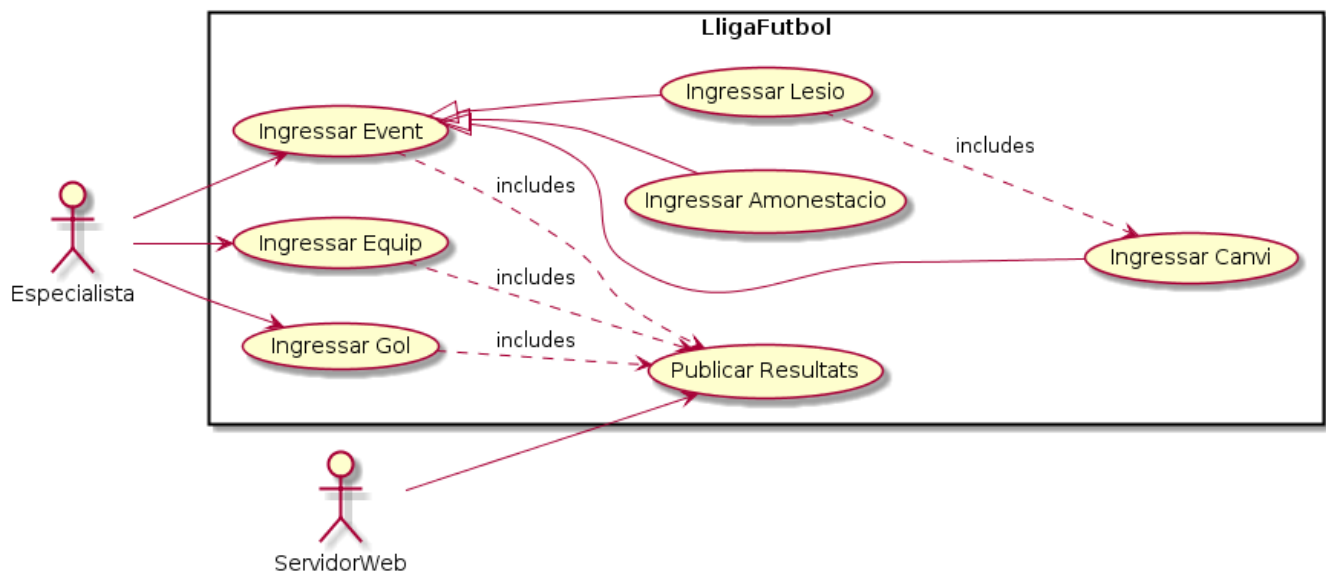 LligaFutbol
Ingressar Lesio
Ingressar Event
includes
includes
Ingressar Amonestacio
Ingressar Equip
Ingressar Canvi
includes
Especialista
includes
Ingressar Gol
Publicar Resultats
ServidorWeb